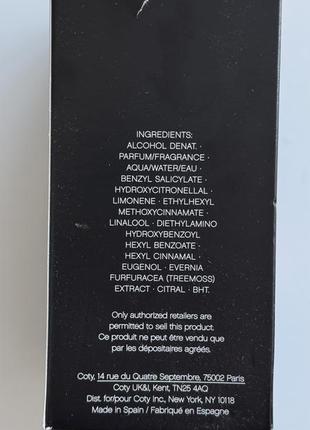 INGREDIENTS:
ALCOHOL DENAT. ·
PARFUM/FRAGRANCE ·
AQUA/WATER/EAU ·
BENZYL SALICYLATE ·
HYDROXYCITRONELLAL ·
LIMONENE · ETHYLHEXYL
METHOXYCINNAMATE ·
LINALOOL · DIETHYLAMINO
HYDROXYBENZOYL
HEXYL BENZOATE ·
HEXYL CINNAMAL ·
EUGENOL · EVERNIA
FURFURACEA (TREEMOSS)
EXTRACT · CITRAL · BHT.
Only authorized retailers are
permitted to sell this product.
Ce produit ne peut être vendu que
par les dépositaires agréés.
Coty, 14 rue du Quatre Septembre, 75002 Paris
Coty UK&I, Kent, TN25 4AQ
Dist. for/pour Coty Inc., New York, NY 10118
Made in Spain / Fabriqué en Espagne